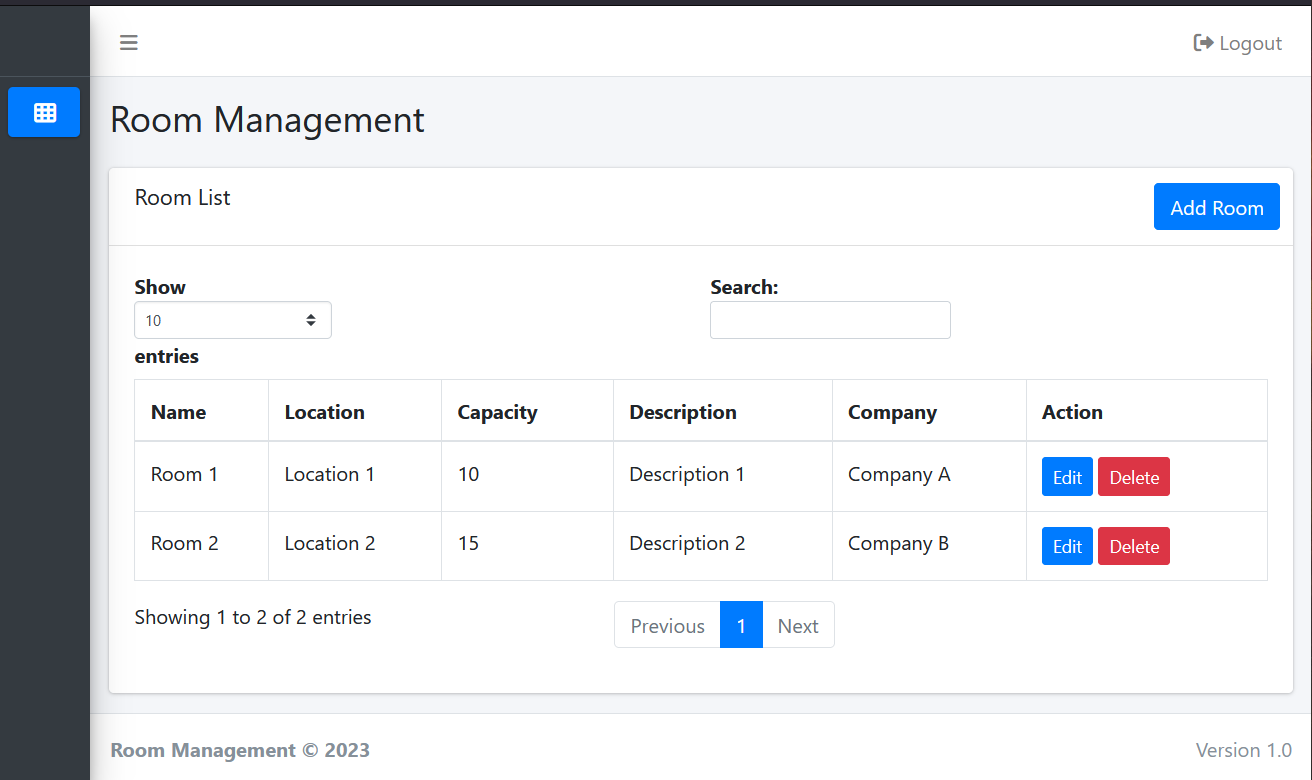 Logout
Room Management
Room List
Add Room
Show
10
entries
Search:
Name Location Capacity Description Company Action
Room 1 Location 1 10 Description 1 Company A Edit Delete
Room 2 Location 2 15 Description 2 Company B Edit Delete
Showing 1 to 2 of 2 entries
Previous 1 Next
Room Management © 2023
Version 1.0